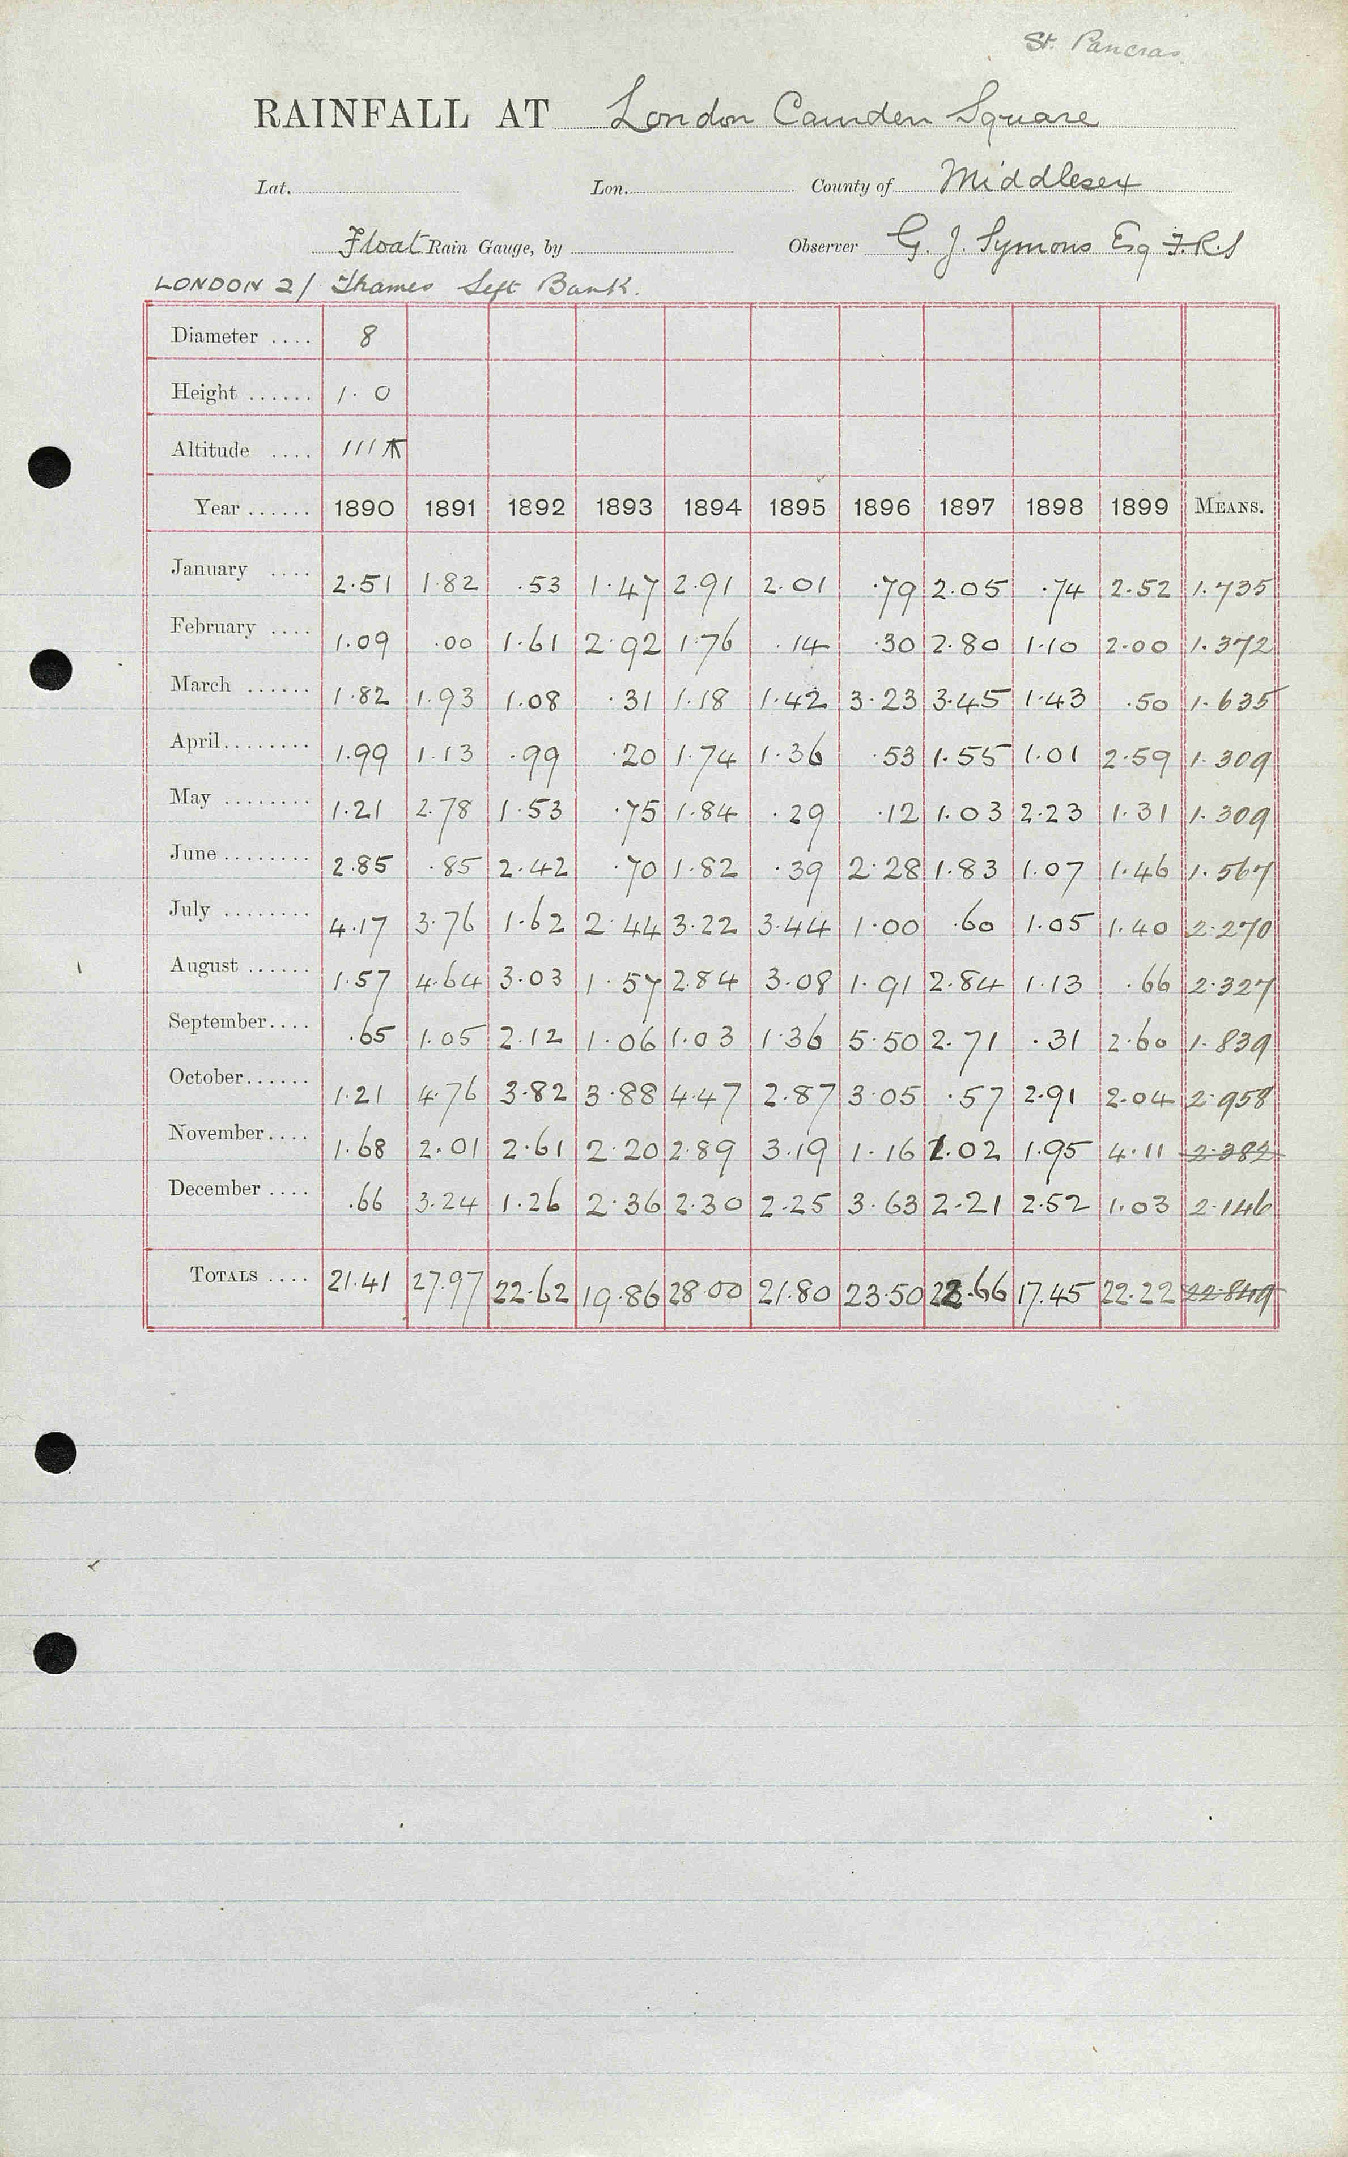 St. Pancras
RAINFALL AT London Camden Square
Lat. Lon. County of Middlesex
Float Rain Gauge, by Observer G. J. Symons Esq F.R.S
LONDON 2/ Thames Left Bank.
Diameter .... 8
Height ...... 1. 0
Altitude .... 111
Year ...... 1890 1891 1892 1893 1894 1895 1896 1897 1898 1899 MEANS.
January .... 2.51 1.82 .53 1.47 2.91 2.01 .79 2.05 .74 2.52 1.735
February .... 1.09 .00 1.61 2.92 1.76 .14 .30 2.80 1.10 2.00 1.372
March ...... 1.82 1.93 1.08 .31 1.18 1.42 3.23 3.45 1.43 .50 1.635
April........ 1.99 1.13 .99 .20 1.74 1.36 .53 1.55 1.01 2.59 1.309
May ........ 1.21 2.78 1.53 .75 1.84 .29 .12 1.03 2.23 1.31 1.309
June ........ 2.85 .85 2.42 .70 1.82 .39 2.28 1.83 1.07 1.46 1.567
July ........ 4.17 3.76 1.62 2.44 3.22 3.44 1.00 .60 1.05 1.40 2.270
August ...... 1.57 4.64 3.03 1.57 2.84 3.08 1.91 2.84 1.13 .66 2.327
September.... .65 1.05 2.12 1.06 1.03 1.36 5.50 2.71 .31 2.60 1.839
October...... 1.21 4.76 3.82 3.88 4.47 2.87 3.05 .57 2.91 2.04 2.958
November.... 1.68 2.01 2.61 2.20 2.89 3.19 1.16 1.02 1.95 4.11 2.382
December .... .66 3.24 1.26 2.36 2.30 2.25 3.63 2.21 2.52 1.03 2.146
TOTALS .... 21.41 27.97 22.62 19.86 28.00 21.80 23.50 22.66 17.45 22.22 22.849